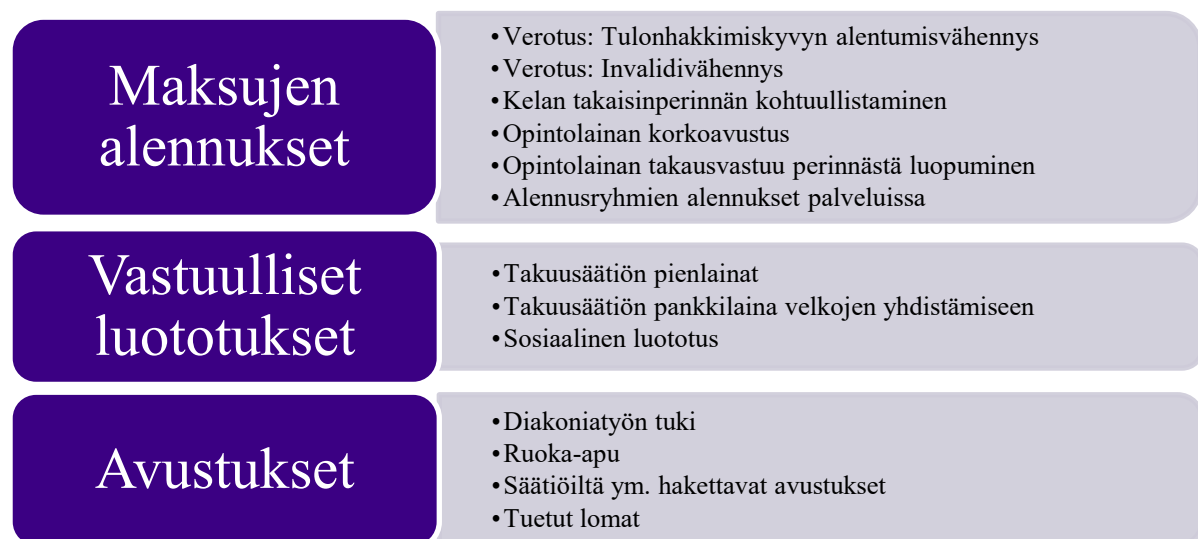 Maksujen
alennukset
•Verotus: Tulonhakkimiskyvyn alentumisvähennys
•Verotus: Invalidivähennys
•Kelan takaisinperinnän kohtuullistaminen
•Opintolainan korkoavustus
•Opintolainan takausvastuu perinnästä luopuminen
•Alennusryhmien alennukset palveluissa
Vastuulliset
luototukset
•Takuusäätiön pienlainat
•Takuusäätiön pankkilaina velkojen yhdistämiseen
•Sosiaalinen luototus
Avustukset
•Diakoniatyön tuki
•Ruoka-apu
•Säätiöiltä ym. hakettavat avustukset
•Tuetut lomat